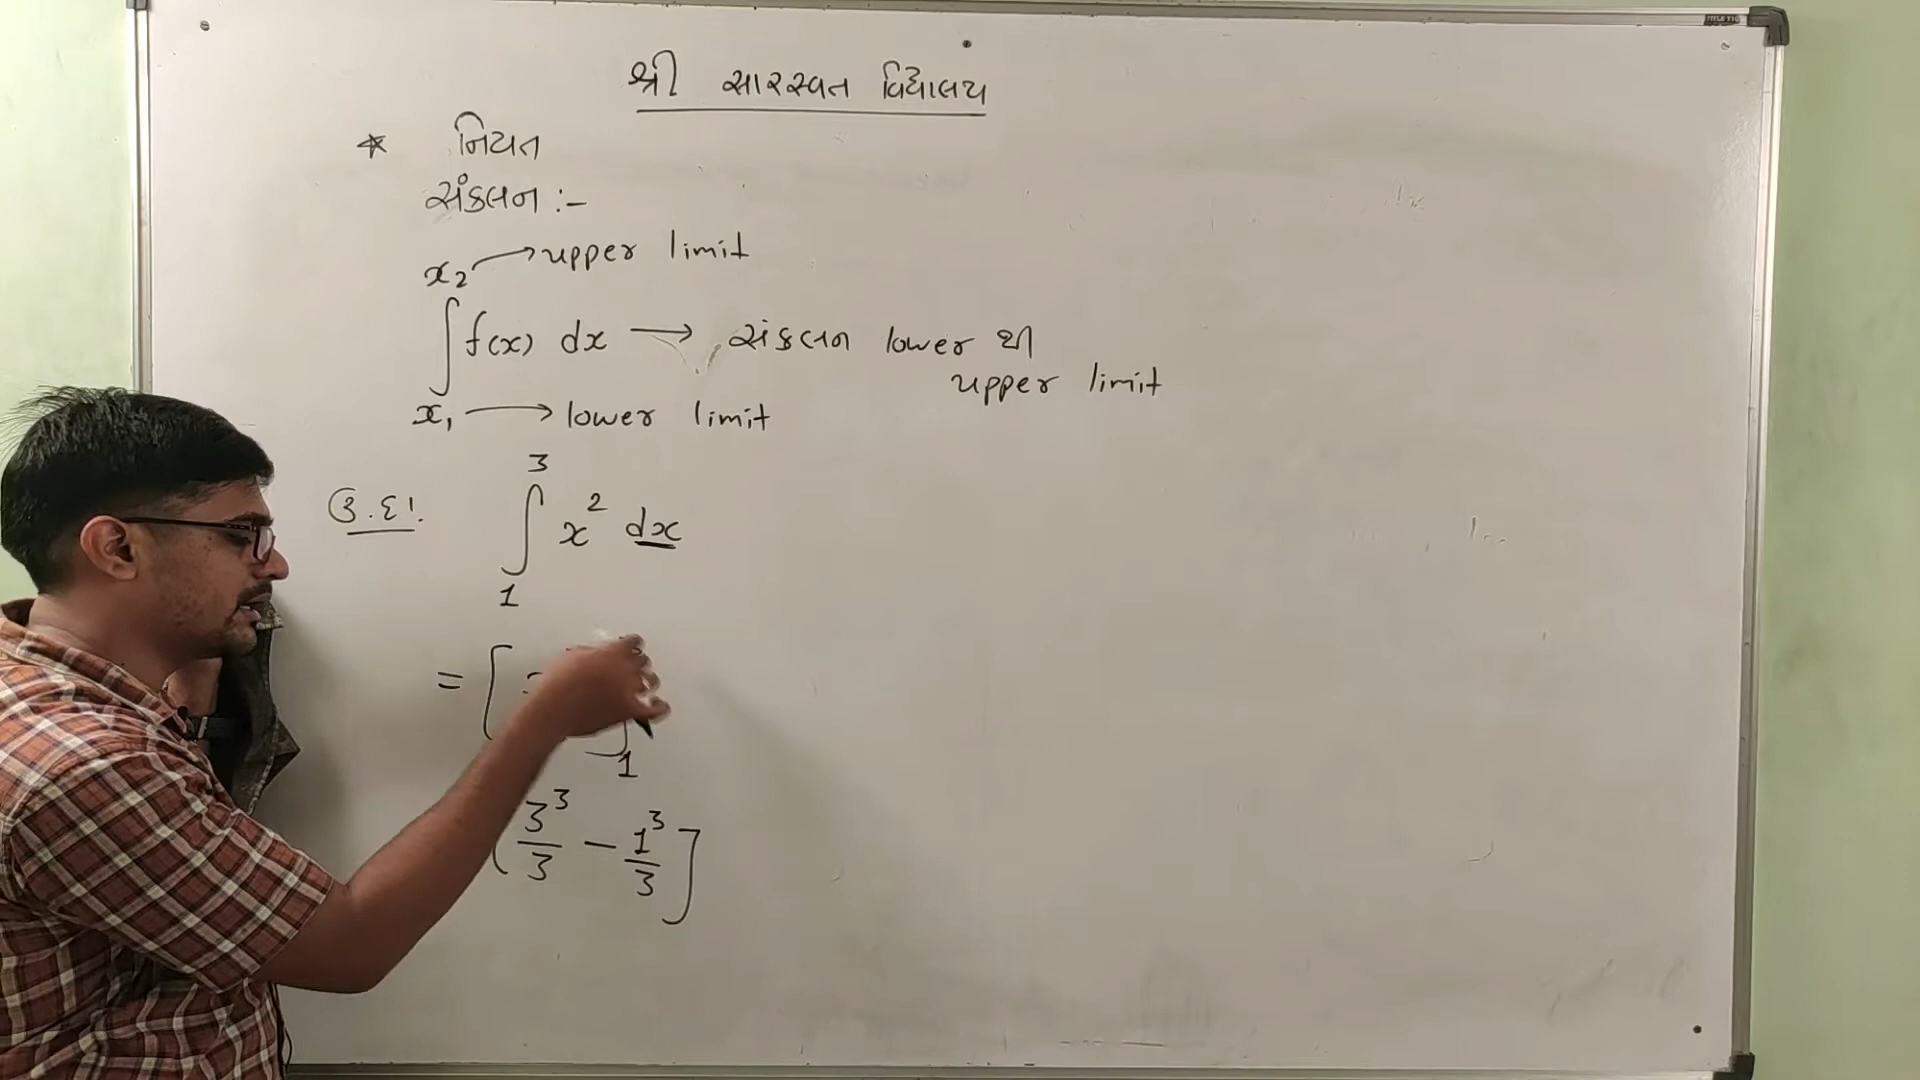 શ્રી સારસ્વત વિદ્યાલય
* નિયત
સંકલન :-
x₂ → upper limit
∫ f(x) dx → સંકલન lower થી
upper limit
x₁ → lower limit
3
ઉ.દા. ∫ x² dx
1
= [
]
1
3³/3 - 1³/3 ]